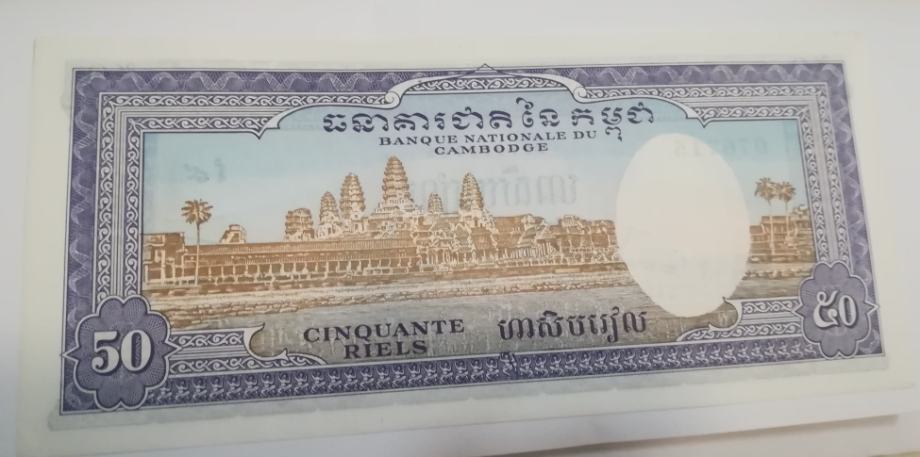 ធនាគារជាតិនៃកម្ពុជា
BANQUE NATIONALE DU
CAMBODGE
CINQUANTE
RIELS
ហាសិបរៀល
50
៥០